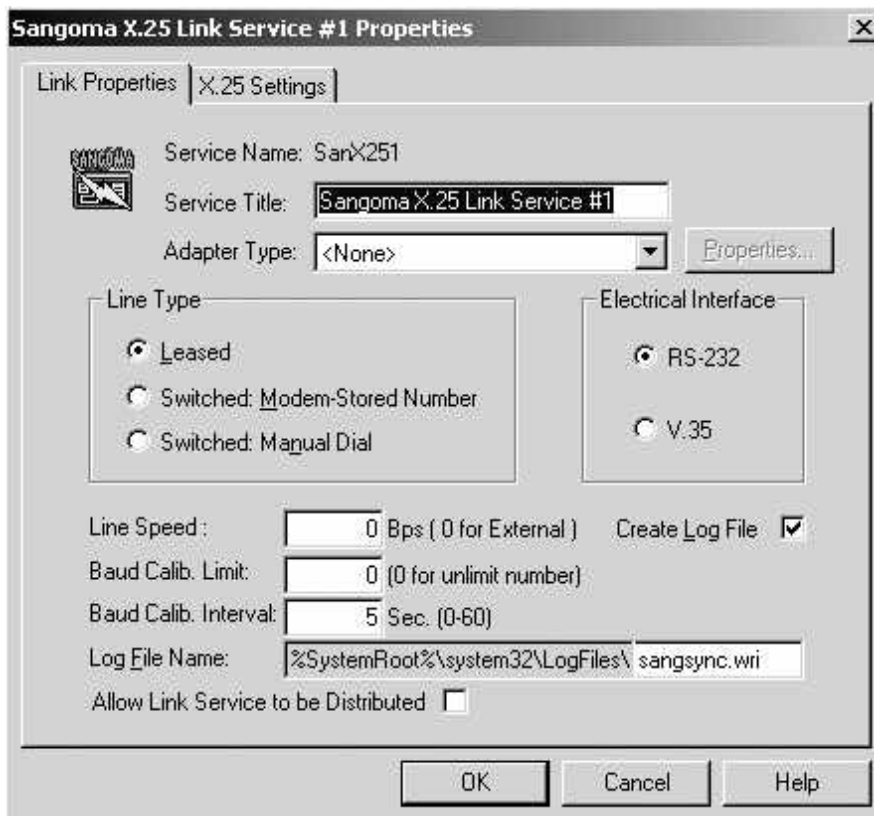 Sangoma X.25 Link Service #1 Properties
Link Properties X.25 Settings
SANGOMA
Service Name: SanX251
Service Title: Sangoma X.25 Link Service #1
Adapter Type: <None> Properties...
Line Type
Leased
Switched: Modem-Stored Number
Switched: Manual Dial
Electrical Interface
RS-232
V.35
Line Speed : 0 Bps ( 0 for External ) Create Log File
Baud Calib. Limit: 0 (0 for unlimit number)
Baud Calib. Interval: 5 Sec. (0-60)
Log File Name: %SystemRoot%\system32\LogFiles\ sangsync.wri
Allow Link Service to be Distributed
OK Cancel Help